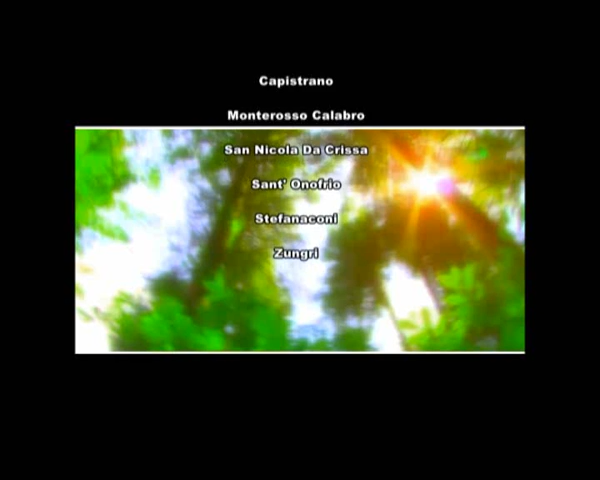 Capistrano
Monterosso Calabro
San Nicola Da Crissa
Sant' Onofrio
Stefanaconi
Zungri